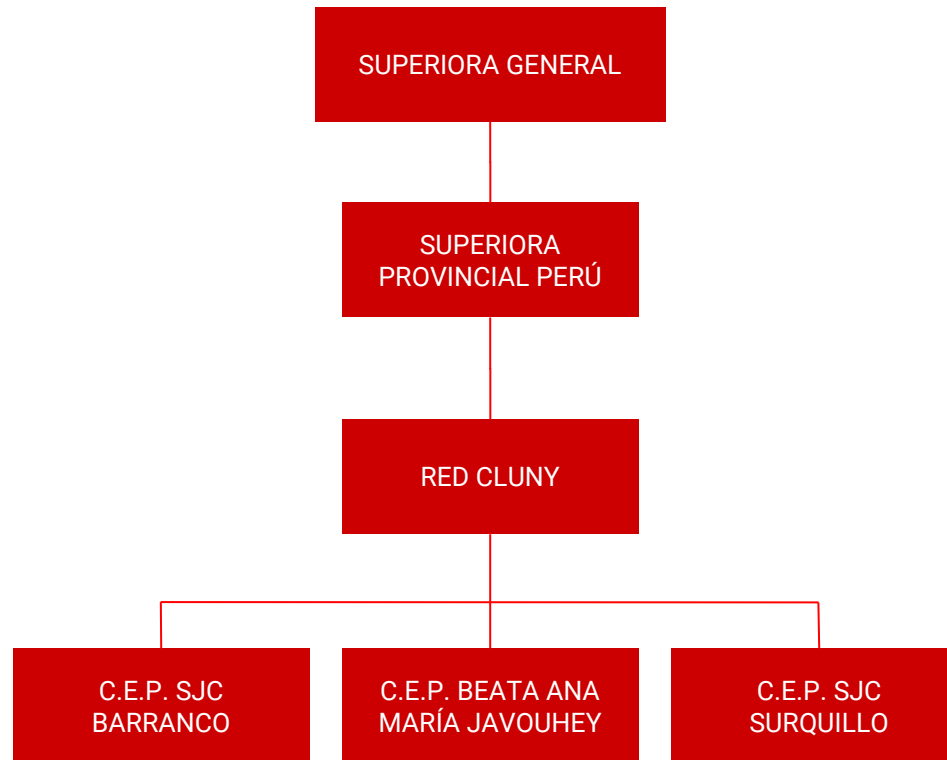 SUPERIORA GENERAL
SUPERIORA
PROVINCIAL PERÚ
RED CLUNY
C.E.P. SJC
BARRANCO
C.E.P. BEATA ANA
MARÍA JAVOUHEY
C.E.P. SJC
SURQUILLO